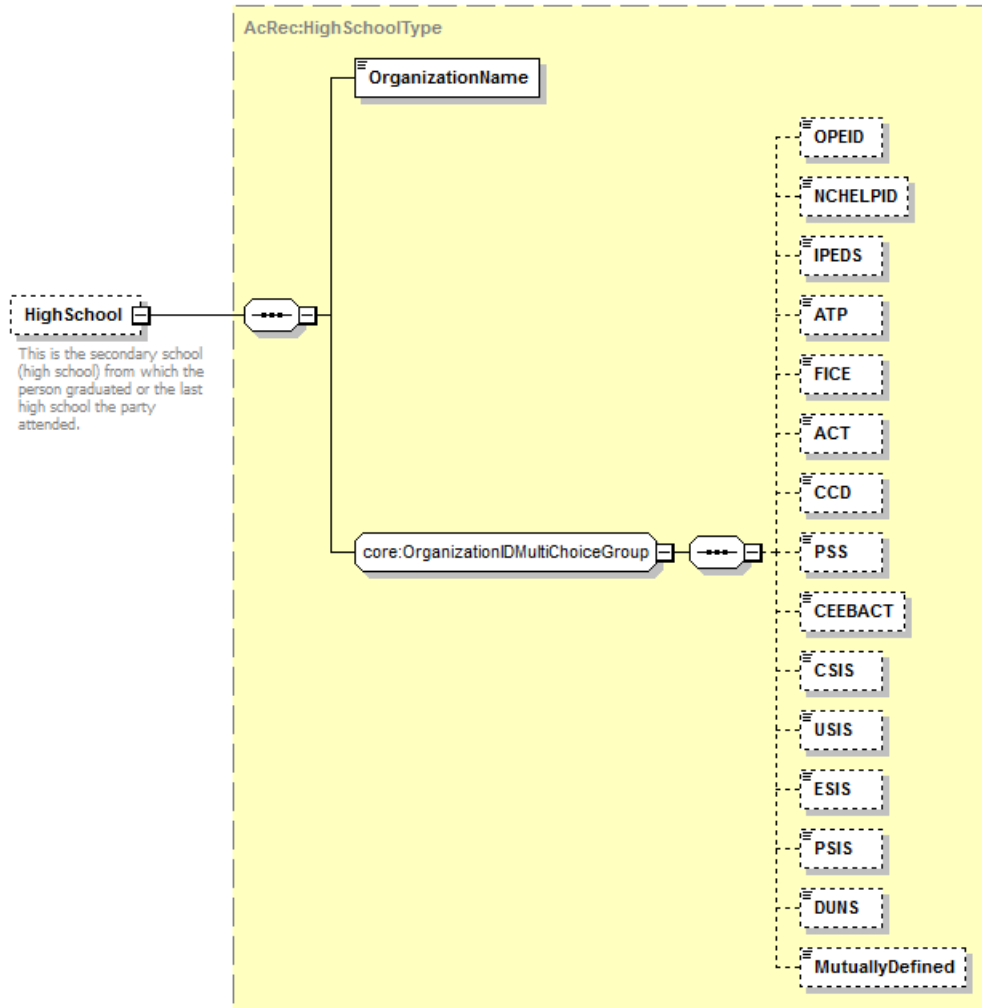 AcRec:HighSchoolType
OrganizationName
OPEID
NCHELPID
IPEDS
ATP
FICE
ACT
CCD
PSS
CEEBACT
CSIS
USIS
ESIS
PSIS
DUNS
MutuallyDefined
HighSchool
This is the secondary school
(high school) from which the
person graduated or the last
high school the party
attended.
core:OrganizationIDMultiChoiceGroup